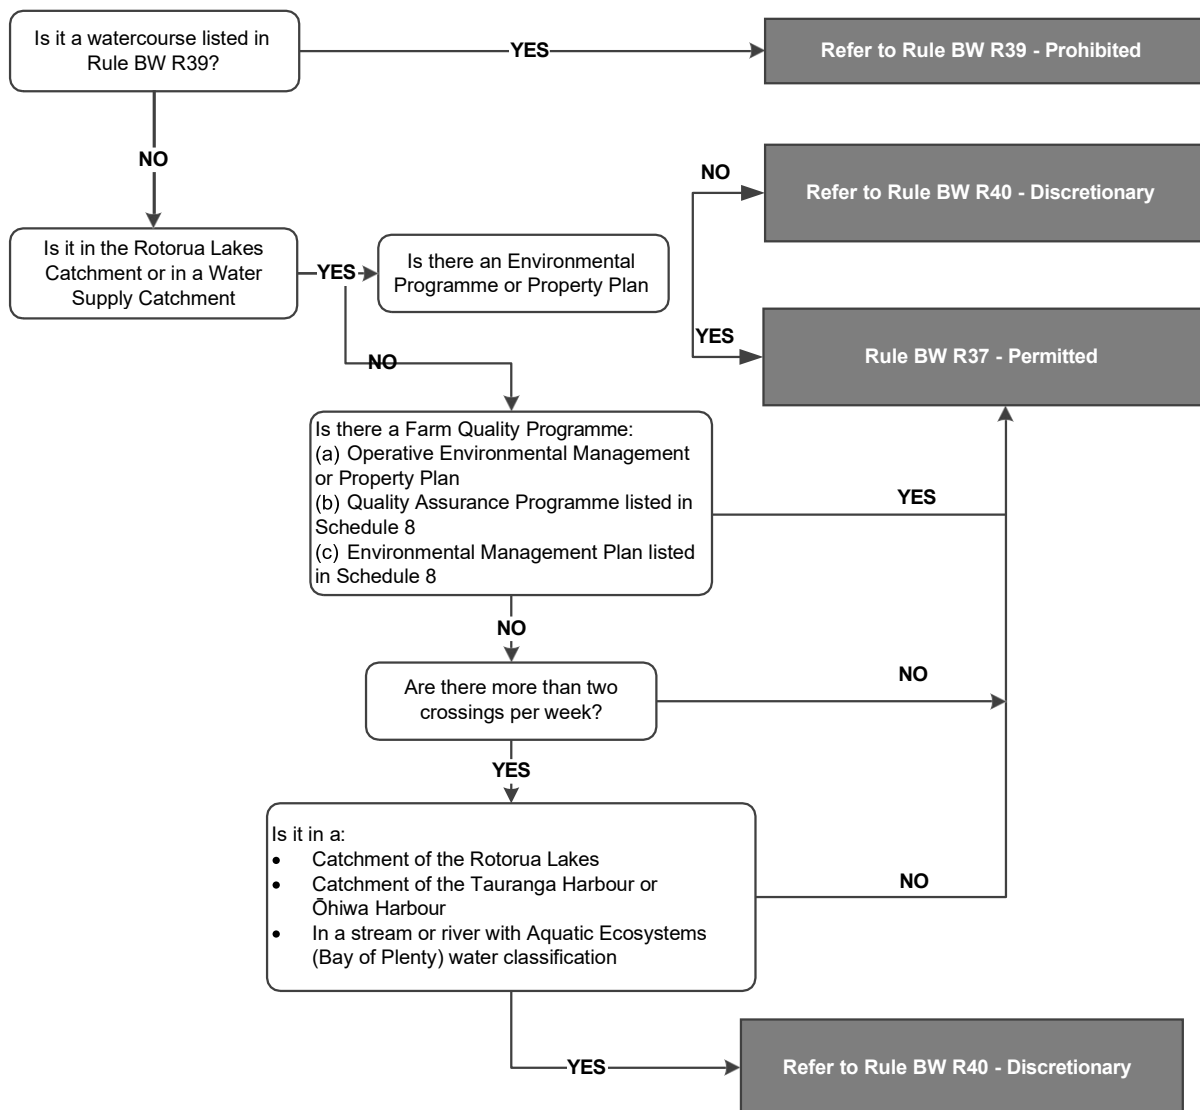 Is it a watercourse listed in
Rule BW R39?
YES
Refer to Rule BW R39 - Prohibited
NO
NO
Refer to Rule BW R40 - Discretionary
Is it in the Rotorua Lakes
Catchment or in a Water
Supply Catchment
YES
Is there an Environmental
Programme or Property Plan
YES
Rule BW R37 - Permitted
NO
Is there a Farm Quality Programme:
(a) Operative Environmental Management
or Property Plan
(b) Quality Assurance Programme listed in
Schedule 8
(c) Environmental Management Plan listed
in Schedule 8
YES
NO
Are there more than two
crossings per week?
NO
YES
Is it in a:
• Catchment of the Rotorua Lakes
• Catchment of the Tauranga Harbour or
Ōhiwa Harbour
• In a stream or river with Aquatic Ecosystems
(Bay of Plenty) water classification
NO
YES
Refer to Rule BW R40 - Discretionary